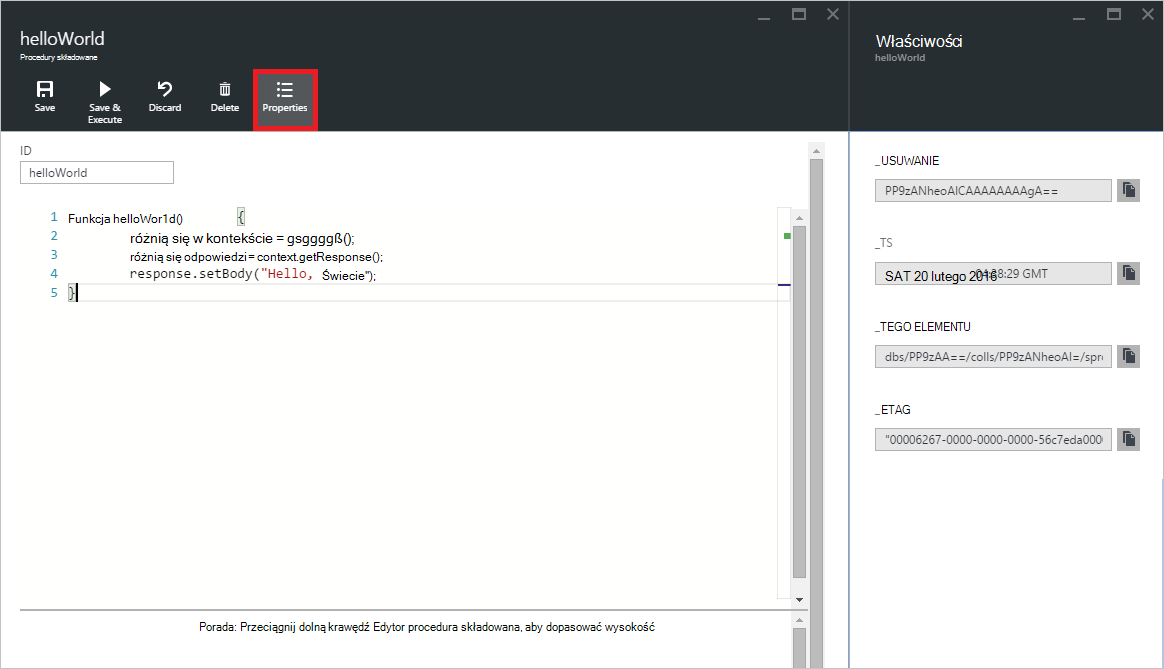 helloWorld
Procedury składowane
Save
Save &
Execute
Discard
Delete
Properties
ID
helloWorld
1 Funkcja helloWor1d() {
2 różnią się w kontekście = gsggggß();
3 różnią się odpowiedzi= context.getResponse();
4 response.setBody("Hello, Świecie");
5 }
Porada: Przeciągnij dolną krawędź Edytor procedura składowana, aby dopasować wysokość
Właściwości
helloWorld
_USUWANIE
PP9zANheoAICAAAAAAAAgA==
_TS
SAT 20 lutego 2016 :29 GMT
_TEGO ELEMENTU
dbs/PP9zAA==/colls/PP9zANheoAI=/spr
_ETAG
"00006267-0000-0000-0000-56c7eda000